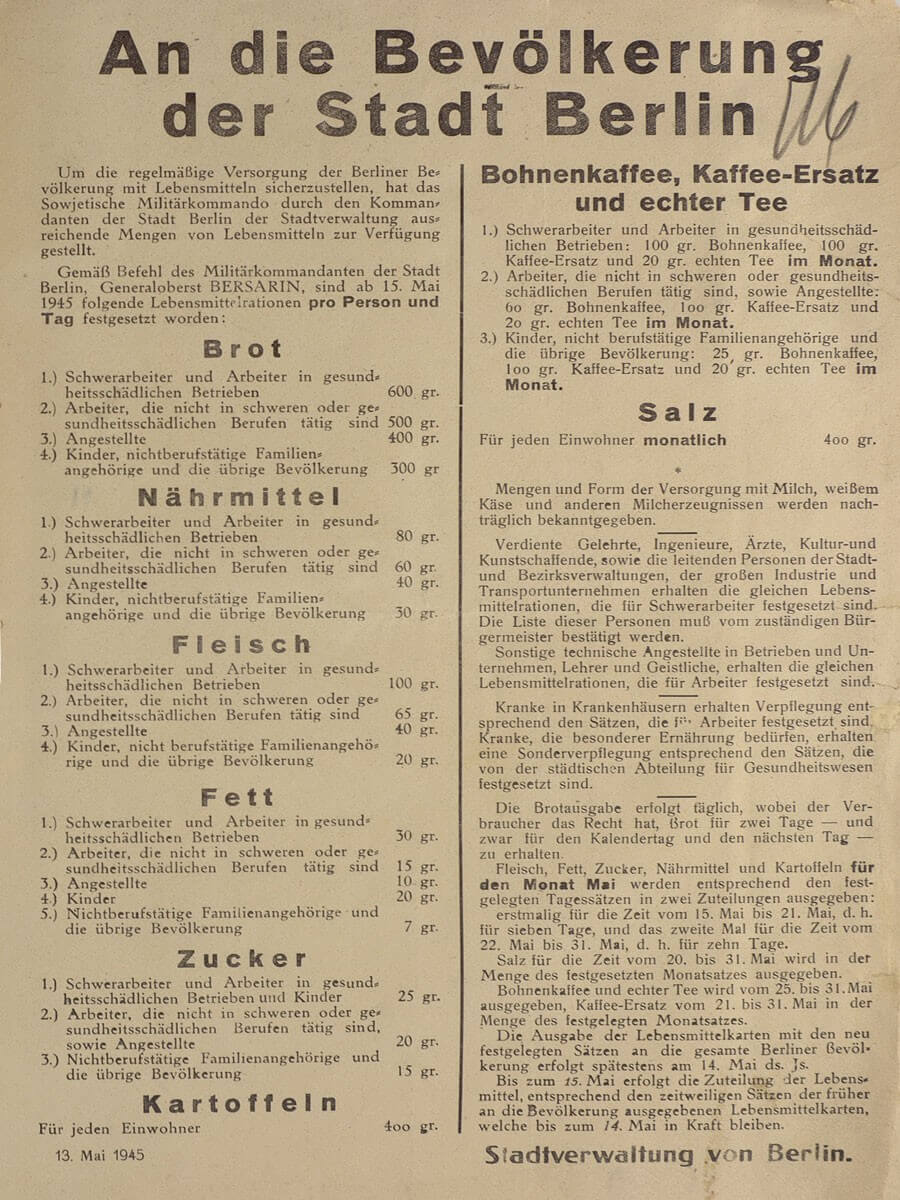 An die Bevölkerung
der Stadt Berlin
Um die regelmäßige Versorgung der Berliner Be-
völkerung mit Lebensmitteln sicherzustellen, hat das
Sowjetische Militärkommando durch den Komman-
danten der Stadt Berlin der Stadtverwaltung aus-
reichende Mengen von Lebensmitteln zur Verfügung
gestellt.
Gemäß Befehl des Militärkommandanten der Stadt
Berlin, Generaloberst BERSARIN, sind ab 15. Mai
1945 folgende Lebensmittelrationen pro Person und
Tag festgesetzt worden:
Brot
1.) Schwerarbeiter und Arbeiter in gesund-
heitsschädlichen Betrieben 600 gr.
2.) Arbeiter, die nicht in schweren oder ge-
sundheitsschädlichen Berufen tätig sind 500 gr.
3.) Angestellte 400 gr.
4.) Kinder, nichtberufstätige Familien-
angehörige und die übrige Bevölkerung 300 gr
Nährmittel
1.) Schwerarbeiter und Arbeiter in gesund-
heitsschädlichen Betrieben 80 gr.
2.) Arbeiter, die nicht in schweren oder ge-
sundheitsschädlichen Berufen tätig sind 60 gr.
3.) Angestellte 40 gr.
4.) Kinder, nichtberufstätige Familien-
angehörige und die übrige Bevölkerung 30 gr.
Fleisch
1.) Schwerarbeiter und Arbeiter in gesund-
heitsschädlichen Betrieben 100 gr.
2.) Arbeiter, die nicht in schweren oder ge-
sundheitsschädlichen Berufen tätig sind 65 gr.
3.) Angestellte 40 gr.
4.) Kinder, nicht berufstätige Familienangehö-
rige und die übrige Bevölkerung 20 gr.
Fett
1.) Schwerarbeiter und Arbeiter in gesund-
heitsschädlichen Betrieben 30 gr.
2.) Arbeiter, die nicht in schweren oder ge-
sundheitsschädlichen Berufen tätig sind 15 gr.
3.) Angestellte 10 gr.
4.) Kinder 20 gr.
5.) Nichtberufstätige Familienangehörige und
die übrige Bevölkerung 7 gr.
Zucker
1.) Schwerarbeiter und Arbeiter in gesund-
heitsschädlichen Betrieben und Kinder 25 gr.
2.) Arbeiter, die nicht in schweren oder ge-
sundheitsschädlichen Berufen tätig sind,
sowie Angestellte 20 gr.
3.) Nichtberufstätige Familienangehörige und
die übrige Bevölkerung 15 gr.
Kartoffeln
Für jeden Einwohner 400 gr.
13. Mai 1945
Bohnenkaffee, Kaffee-Ersatz
und echter Tee
1.) Schwerarbeiter und Arbeiter in gesundheitsschäd-
lichen Betrieben: 100 gr. Bohnenkaffee, 100 gr.
Kaffee-Ersatz und 20 gr. echten Tee im Monat.
2.) Arbeiter, die nicht in schweren oder gesundheits-
schädlichen Berufen tätig sind, sowie Angestellte:
60 gr. Bohnenkaffee, 100 gr. Kaffee-Ersatz und
20 gr. echten Tee im Monat.
3.) Kinder, nicht berufstätige Familienangehörige und
die übrige Bevölkerung: 25 gr. Bohnenkaffee,
100 gr. Kaffee-Ersatz und 20 gr. echten Tee im
Monat.
Salz
Für jeden Einwohner monatlich 400 gr.
*
Mengen und Form der Versorgung mit Milch, weißem
Käse und anderen Milcherzeugnissen werden nach-
träglich bekanntgegeben.
Verdiente Gelehrte, Ingenieure, Ärzte, Kultur-und
Kunstschaffende, sowie die leitenden Personen der Stadt-
und Bezirksverwaltungen, der großen Industrie und
Transportunternehmen erhalten die gleichen Lebens-
mittelrationen, die für Schwerarbeiter festgesetzt sind.
Die Liste dieser Personen muß vom zuständigen Bür-
germeister bestätigt werden.
Sonstige technische Angestellte in Betrieben und Un-
ternehmen, Lehrer und Geistliche, erhalten die gleichen
Lebensmittelrationen, die für Arbeiter festgesetzt sind.
Kranke in Krankenhäusern erhalten Verpflegung ent-
sprechend den Sätzen, die für Arbeiter festgesetzt sind.
Kranke, die besonderer Ernährung bedürfen, erhalten
eine Sonderverpflegung entsprechend den Sätzen, die
von der städtischen Abteilung für Gesundheitswesen
festgesetzt sind.
Die Brotausgabe erfolgt täglich, wobei der Ver-
braucher das Recht hat, Brot für zwei Tage — und
zwar für den Kalendertag und den nächsten Tag —
zu erhalten.
Fleisch, Fett, Zucker, Nährmittel und Kartoffeln für
den Monat Mai werden entsprechend den fest-
gelegten Tagessätzen in zwei Zuteilungen ausgegeben:
erstmalig für die Zeit vom 15. Mai bis 21. Mai, d. h.
für sieben Tage, und das zweite Mal für die Zeit vom
22. Mai bis 31. Mai, d. h. für zehn Tage.
Salz für die Zeit vom 20. bis 31. Mai wird in der
Menge des festgesetzten Monatsatzes ausgegeben.
Bohnenkaffee und echter Tee wird vom 25. bis 31. Mai
ausgegeben, Kaffee-Ersatz vom 21. bis 31. Mai in der
Menge des festgelegten Monatsatzes.
Die Ausgabe der Lebensmittelkarten mit den neu
festgelegten Sätzen an die gesamte Berliner Bevöl-
kerung erfolgt spätestens am 14. Mai ds. Js.
Bis zum 15. Mai erfolgt die Zuteilung der Lebens-
mittel, entsprechend den zeitweiligen Sätzen der früher
an die Bevölkerung ausgegebenen Lebensmittelkarten,
welche bis zum 14. Mai in Kraft bleiben.
Stadtverwaltung von Berlin.